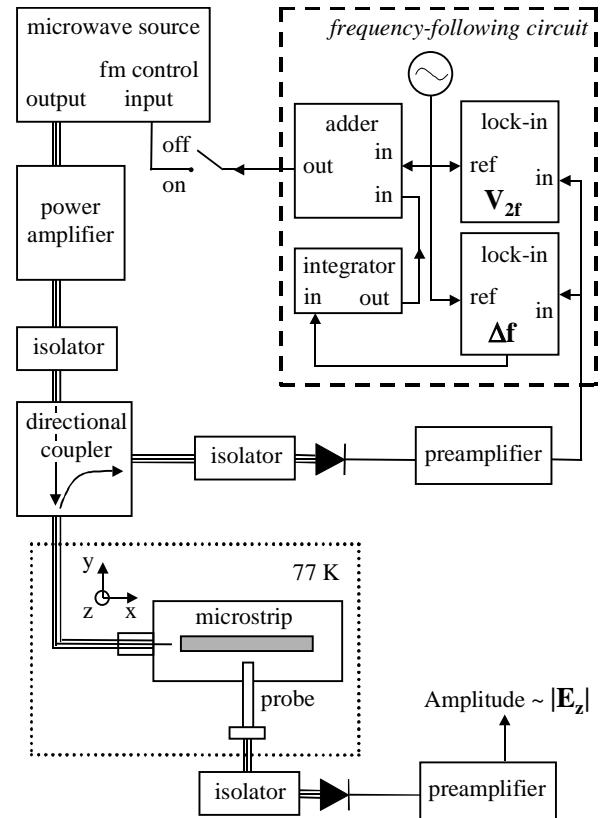 microwave source
fm control
output
input
frequency-following circuit
off
on
adder
in
out
in
lock-in
ref
in
V2f
integrator
in
out
lock-in
ref
in
Δf
power
amplifier
isolator
directional
coupler
isolator
preamplifier
77 K
y
z
x
microstrip
probe
Amplitude ~ |Ez|
isolator
preamplifier